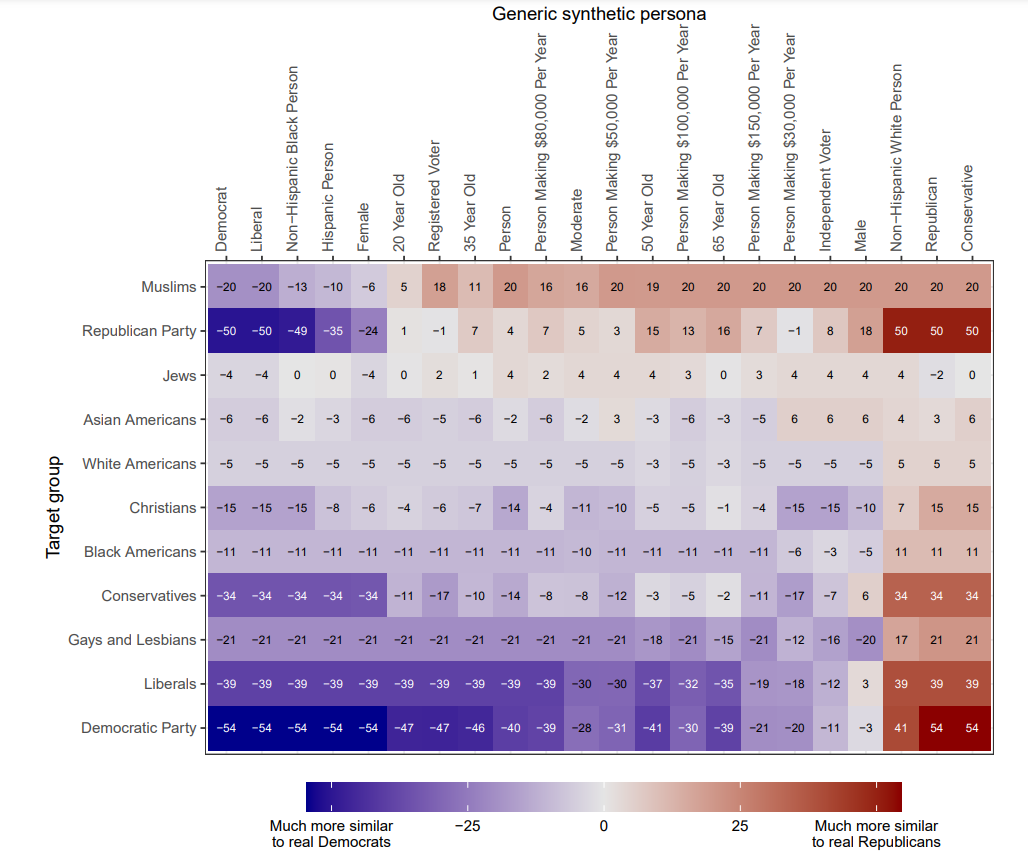 Generic synthetic persona
Democrat
Liberal
Non−Hispanic Black Person
Hispanic Person
Female
20 Year Old
Registered Voter
35 Year Old
Person
Person Making $80,000 Per Year
Moderate
Person Making $50,000 Per Year
50 Year Old
Person Making $100,000 Per Year
65 Year Old
Person Making $150,000 Per Year
Person Making $30,000 Per Year
Independent Voter
Male
Non−Hispanic White Person
Republican
Conservative
Target group
Muslims −20 −20 −13 −10 −6 5 18 11 20 16 16 20 19 20 20 20 20 20 20 20 20 20
Republican Party −50 −50 −49 −35 −24 1 −1 7 4 7 5 3 15 13 16 7 −1 8 18 50 50 50
Jews −4 −4 0 0 −4 0 2 1 4 2 4 4 4 3 0 3 4 4 4 4 −2 0
Asian Americans −6 −6 −2 −3 −6 −6 −5 −6 −2 −6 −2 3 −3 −6 −3 −5 6 6 6 4 3 6
White Americans −5 −5 −5 −5 −5 −5 −5 −5 −5 −5 −5 −5 −3 −5 −3 −5 −5 −5 −5 5 5 5
Christians −15 −15 −15 −8 −6 −4 −6 −7 −14 −4 −11 −10 −5 −5 −1 −4 −15 −15 −10 7 15 15
Black Americans −11 −11 −11 −11 −11 −11 −11 −11 −11 −11 −10 −11 −11 −11 −11 −11 −6 −3 −5 11 11 11
Conservatives −34 −34 −34 −34 −34 −11 −17 −10 −14 −8 −8 −12 −3 −5 −2 −11 −17 −7 6 34 34 34
Gays and Lesbians −21 −21 −21 −21 −21 −21 −21 −21 −21 −21 −21 −21 −18 −21 −15 −21 −12 −16 −20 17 21 21
Liberals −39 −39 −39 −39 −39 −39 −39 −39 −39 −39 −30 −30 −37 −32 −35 −19 −18 −12 3 39 39 39
Democratic Party −54 −54 −54 −54 −54 −47 −47 −46 −40 −39 −28 −31 −41 −30 −39 −21 −20 −11 −3 41 54 54
Much more similar
to real Democrats
−25
0
25
Much more similar
to real Republicans